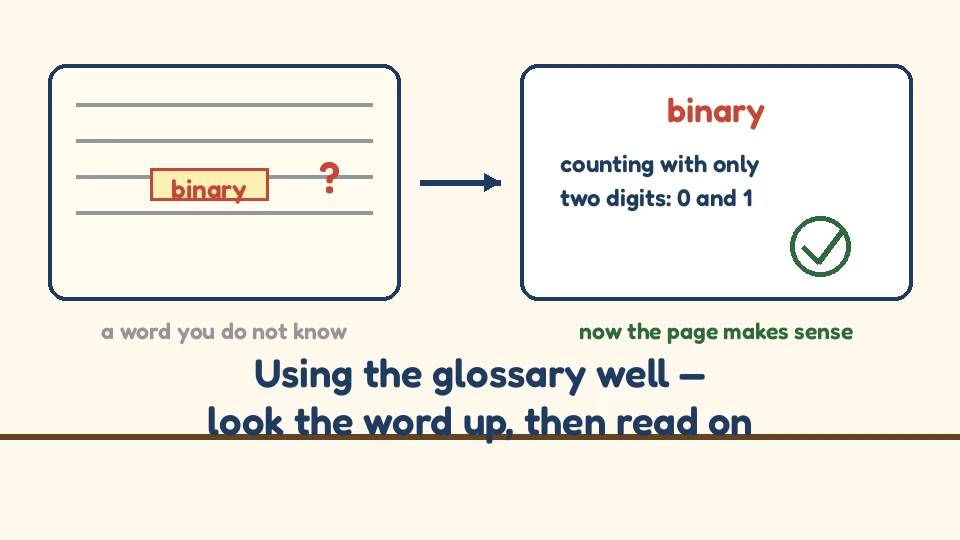 binary
?
a word you do not know
binary
counting with only
two digits: 0 and 1
now the page makes sense
Using the glossary well —
look the word up, then read on